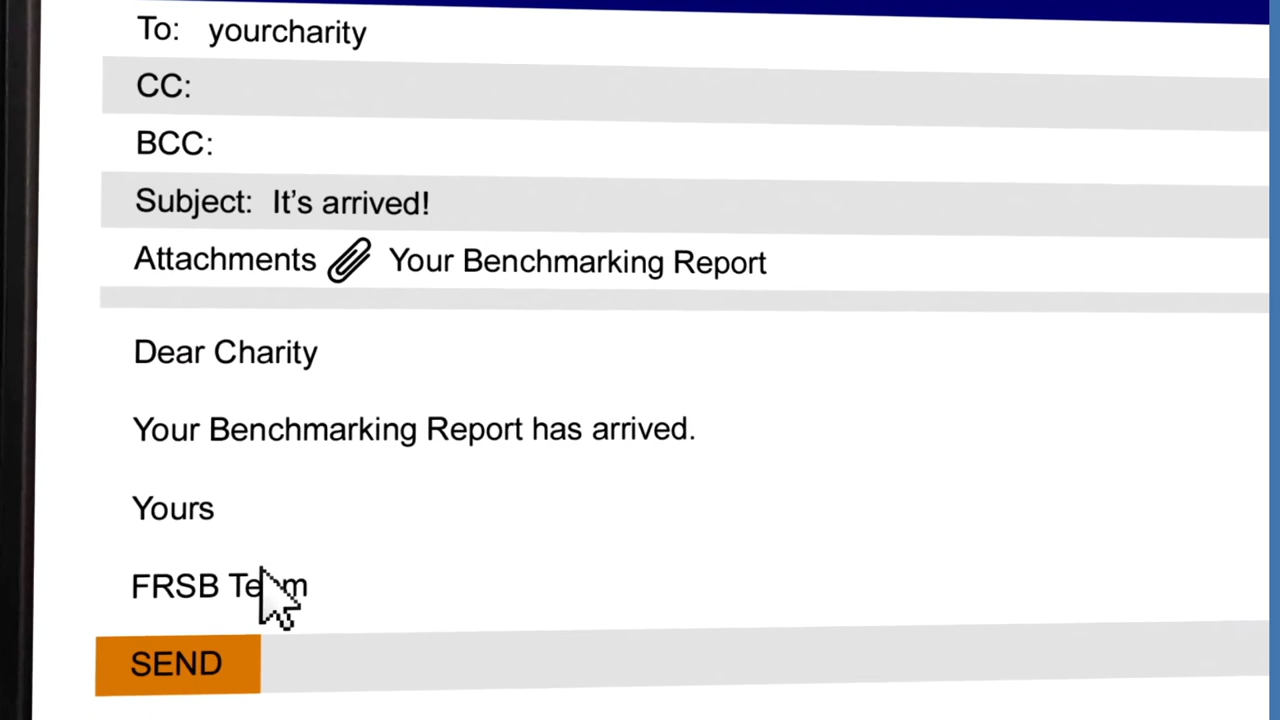 To: yourcharity
CC:
BCC:
Subject: It's arrived!
Attachments Your Benchmarking Report
Dear Charity
Your Benchmarking Report has arrived.
Yours
FRSB Team
SEND